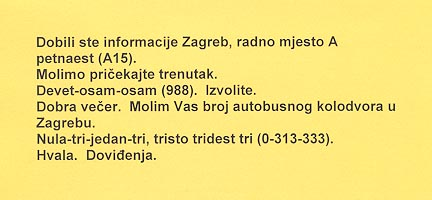 Dobili ste informacije Zagreb, radno mjesto A
petnaest (A15).
Molimo pričekajte trenutak.
Devet-osam-osam (988).  Izvolite.
Dobra večer.  Molim Vas broj autobusnog kolodvora u
Zagrebu.
Nula-tri-jedan-tri, tristo tridest tri (0-313-333).
Hvala.  Doviđenja.